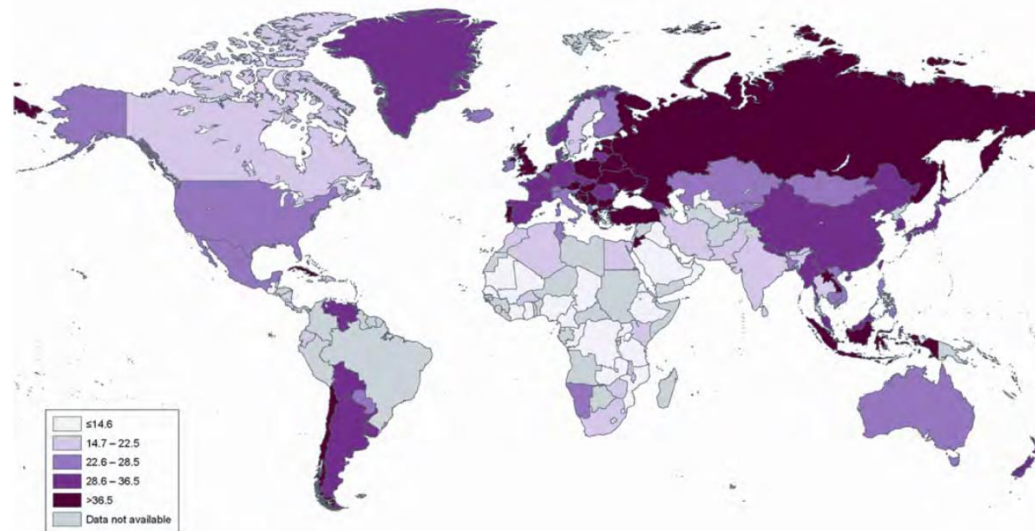 ≤14.6
14.7 – 22.5
22.6 – 28.5
28.6 – 36.5
>36.5
Data not available